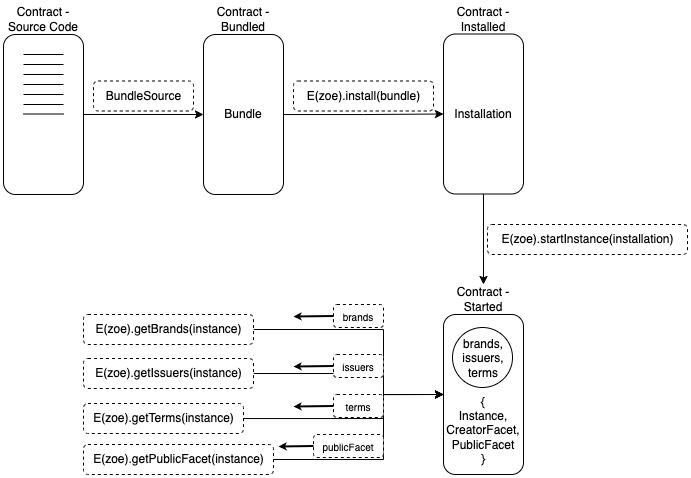 Contract -
Source Code
Contract -
Bundled
Contract -
Installed
BundleSource
E(zoe).install(bundle)
Bundle
Installation
E(zoe).startInstance(installation)
Contract -
Started
brands
E(zoe).getBrands(instance)
issuers
E(zoe).getIssuers(instance)
terms
E(zoe).getTerms(instance)
publicFacet
E(zoe).getPublicFacet(instance)
brands,
issuers,
terms
{
Instance,
CreatorFacet,
PublicFacet
}